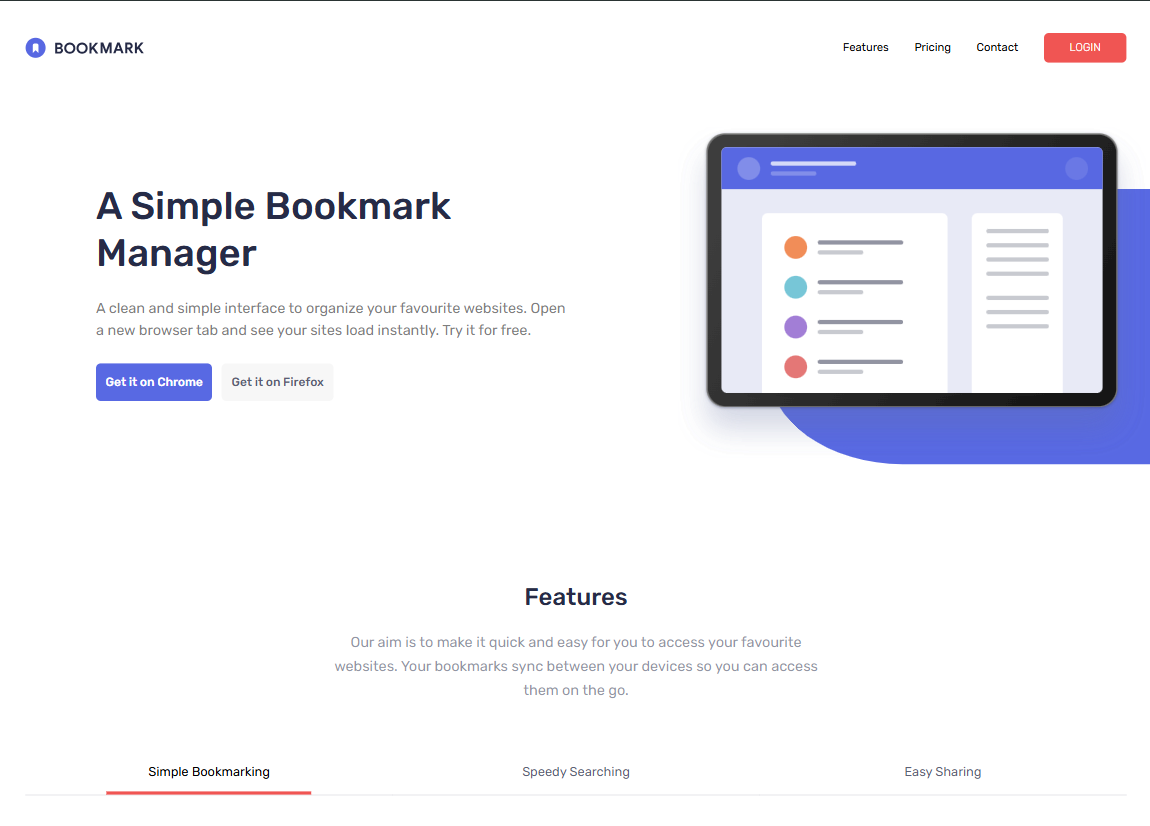 BOOKMARK
Features
Pricing
Contact
LOGIN
A Simple Bookmark
Manager
A clean and simple interface to organize your favourite websites. Open
a new browser tab and see your sites load instantly. Try it for free.
Get it on Chrome
Get it on Firefox
Features
Our aim is to make it quick and easy for you to access your favourite
websites. Your bookmarks sync between your devices so you can access
them on the go.
Simple Bookmarking
Speedy Searching
Easy Sharing